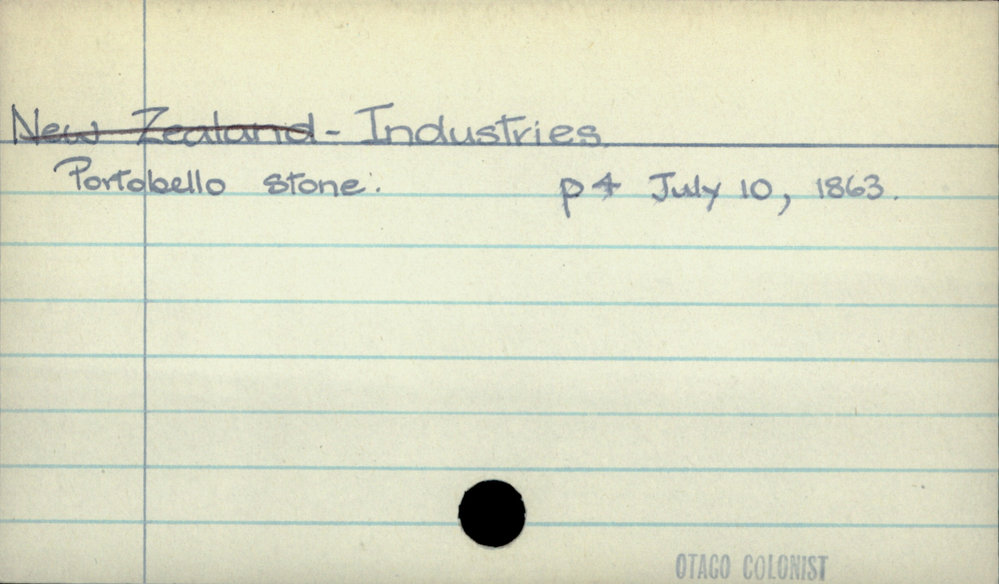 New Zealand - Industries.
Portobello stone. p4 July 10, 1863.
OTAGO COLONIST